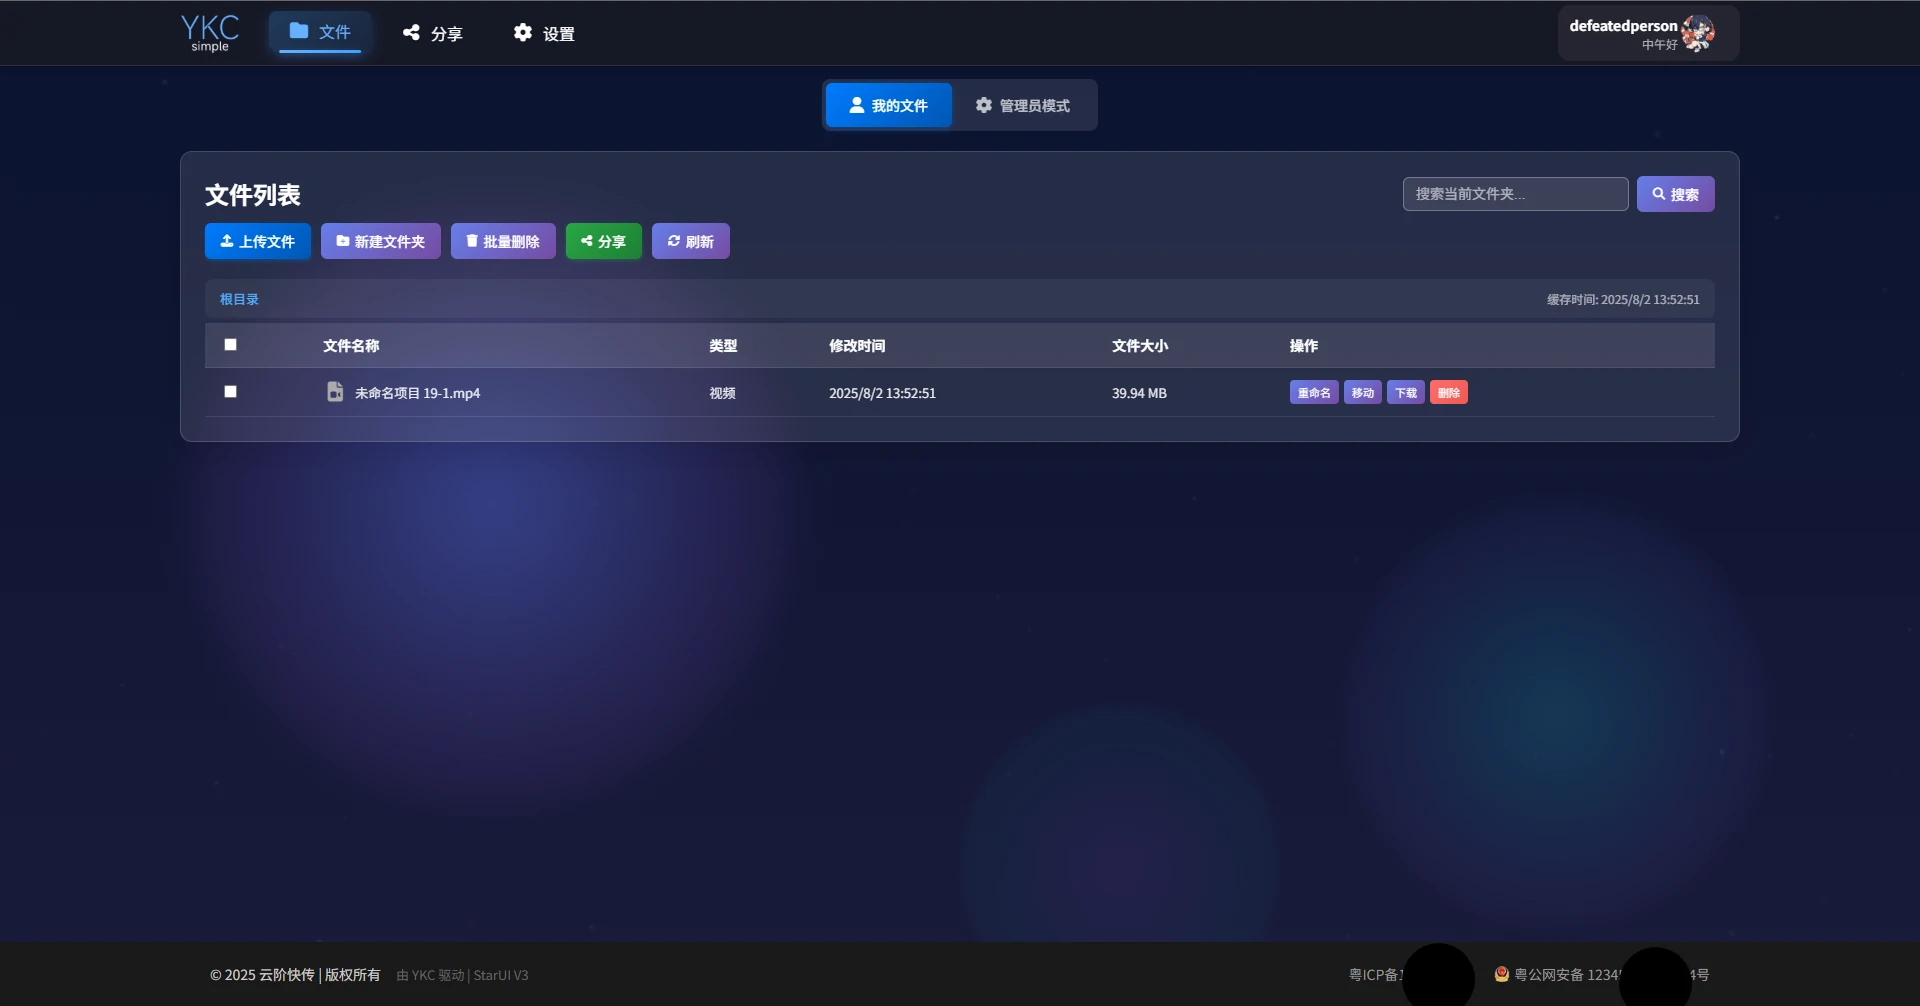 YKC
simple
文件
分享
设置
defeatedperson
中午好
我的文件
管理员模式
文件列表
搜索当前文件夹...
搜索
上传文件
新建文件夹
批量删除
分享
刷新
根目录
缓存时间: 2025/8/2 13:52:51
文件名称 类型 修改时间 文件大小 操作
未命名项目 19-1.mp4 视频 2025/8/2 13:52:51 39.94 MB 重命名 移动 下载 删除
© 2025 云阶快传 | 版权所有 由 YKC 驱动 | StarUI V3
粤ICP备1
粤公网安备 1234 4号